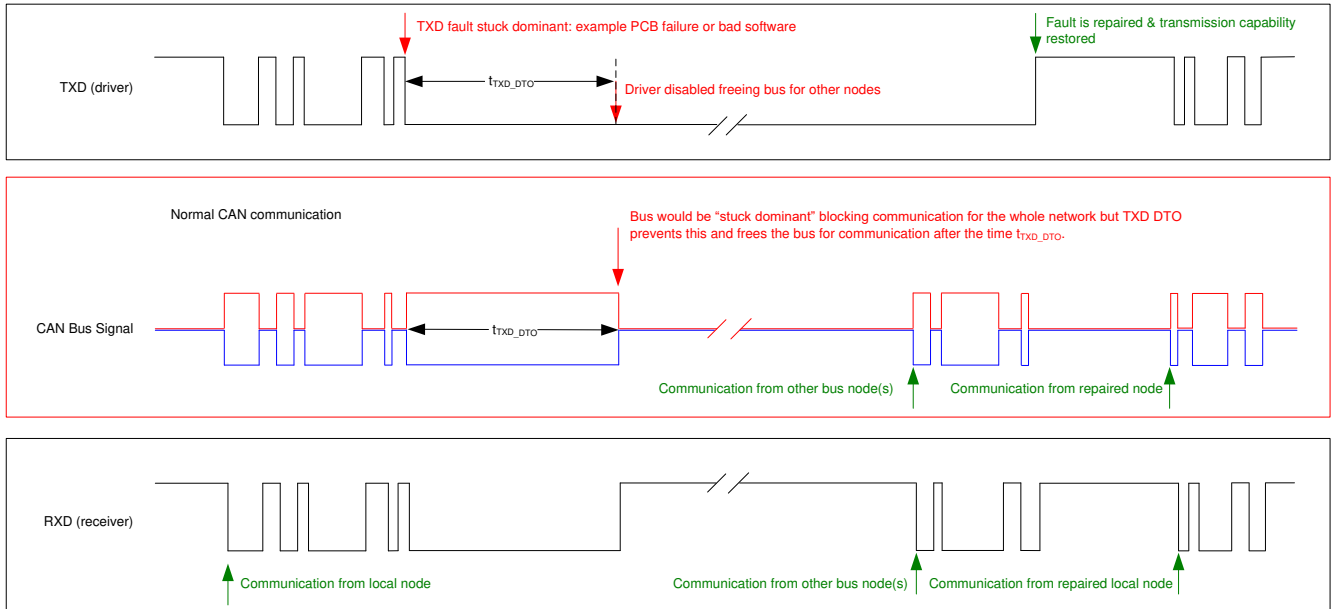 TXD fault stuck dominant: example PCB failure or bad software
Fault is repaired & transmission capability
restored
TXD (driver)
tTXD_DTO
Driver disabled freeing bus for other nodes
Normal CAN communication
Bus would be “stuck dominant” blocking communication for the whole network but TXD DTO
prevents this and frees the bus for communication after the time tTXD_DTO.
CAN Bus Signal
tTXD_DTO
Communication from other bus node(s)
Communication from repaired node
RXD (receiver)
Communication from local node
Communication from other bus node(s)
Communication from repaired local node